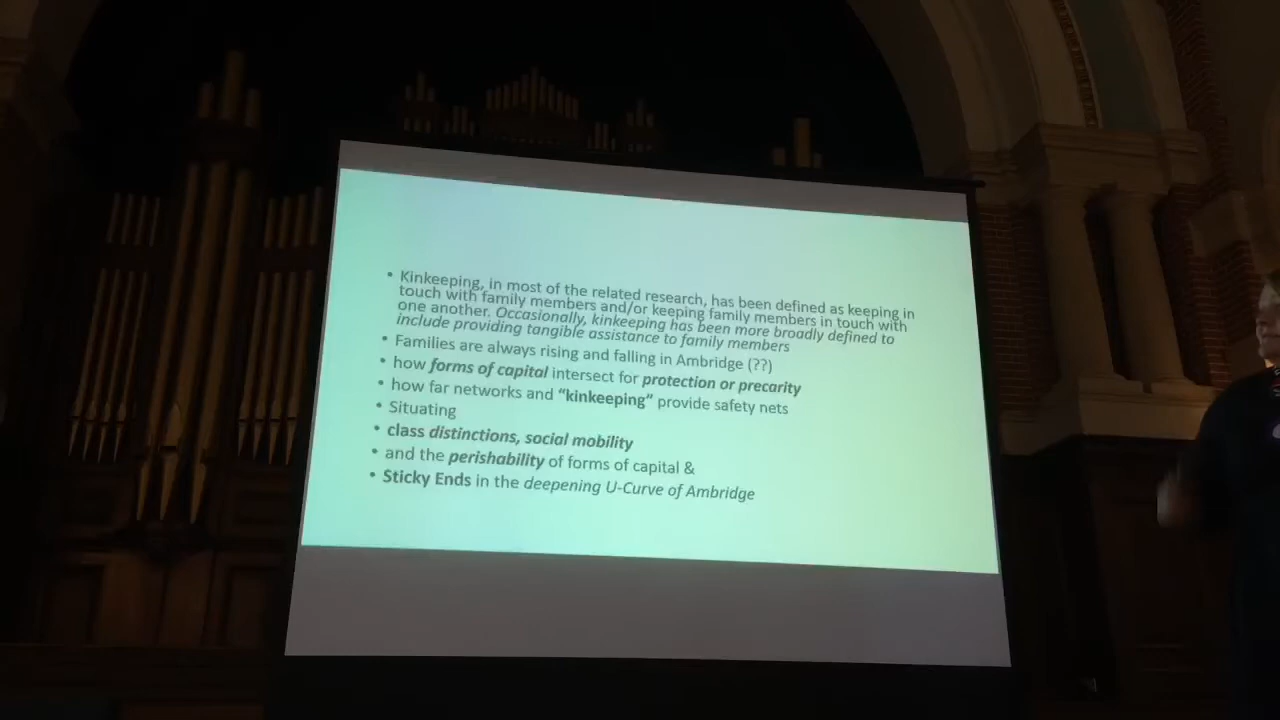 • Kinkeeping, in most of the related research, has been defined as keeping in
touch with family members and/or keeping family members in touch with
one another. Occasionally, kinkeeping has been more broadly defined to
include providing tangible assistance to family members
• Families are always rising and falling in Ambridge (??)
• how forms of capital intersect for protection or precarity
• how far networks and “kinkeeping” provide safety nets
• Situating
• class distinctions, social mobility
• and the perishability of forms of capital &
• Sticky Ends in the deepening U-Curve of Ambridge